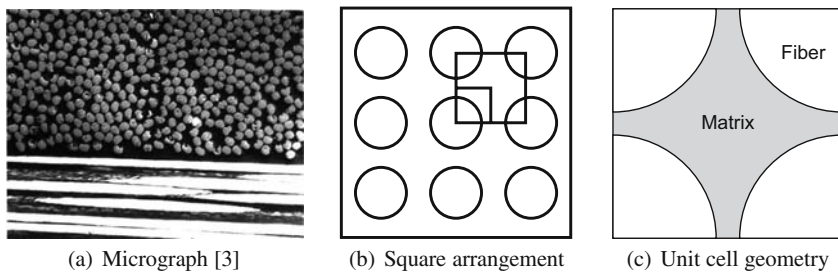 Fiber
Matrix
(a) Micrograph [3]
(b) Square arrangement
(c) Unit cell geometry